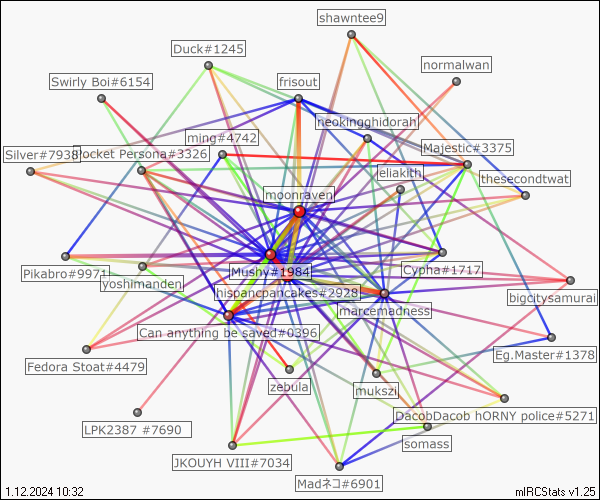 shawntee9
Duck#1245
normalwan
Swirly Boi#6154
frisout
neokingghidorah
ming#4742
Majestic#3375
Silver#7938
Pocket Persona#3326
eliakith
thesecondtwat
moonraven
Mushy#1984
Cypha#1717
Pikabro#9971
yoshimanden
hispancpancakes#2928
bigcitysamurai
marcemadness
Can anything be saved#0396
Eg.Master#1378
Fedora Stoat#4479
zebula
mukszi
DacobDacob hORNY police#5271
LPK2387 #7690
somass
JKOUYH VIII#7034
Madネコ#6901
1.12.2024 10:32
mIRCStats v1.25